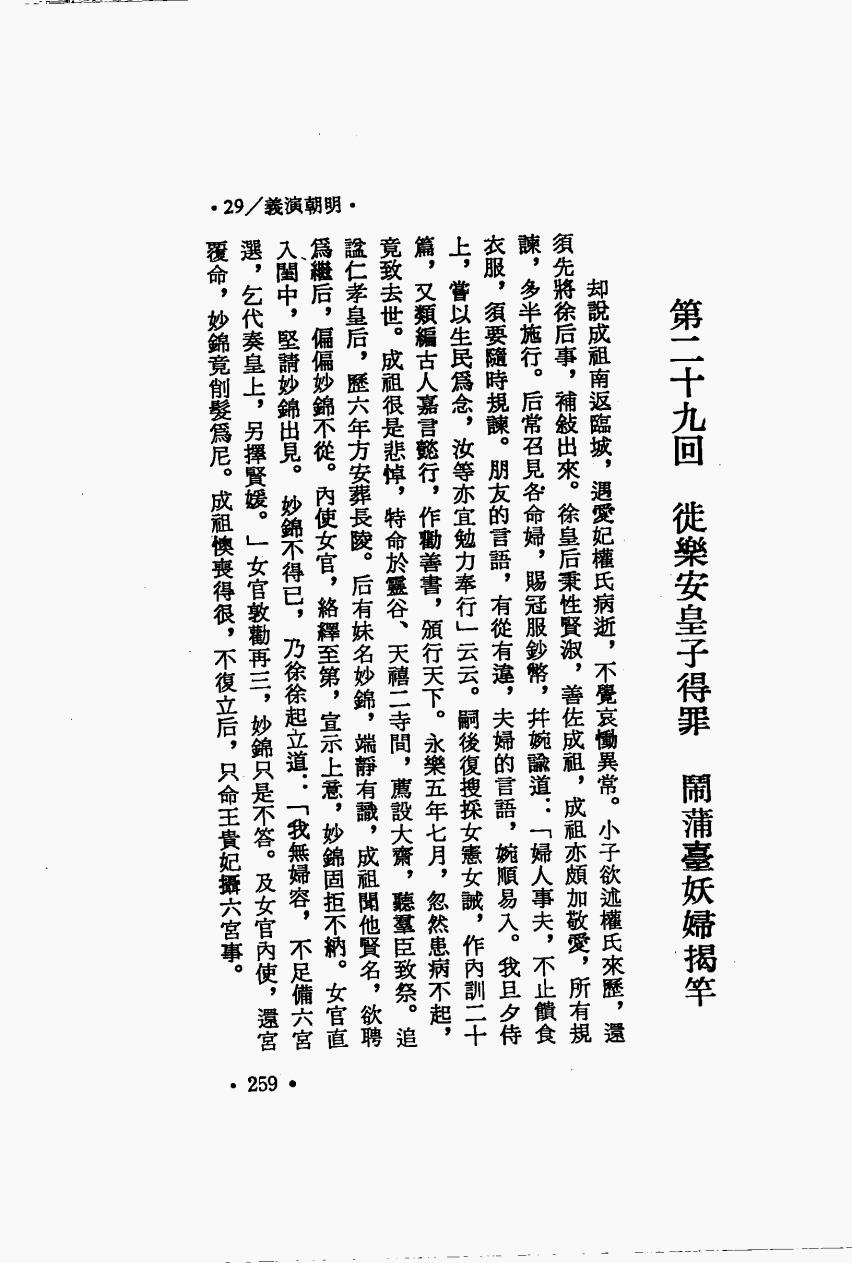 ·29／義演朝明·
第二十九回　徙樂安皇子得罪　鬧蒲臺妖婦揭竿
却說成祖南返臨城，遇愛妃權氏病逝，不覺哀慟異常。小子欲述權氏來歷，還
須先將徐后事，補敍出來。徐皇后秉性賢淑，善佐成祖，成祖亦頗加敬愛，所有規
諫，多半施行。后常召見各命婦，賜冠服鈔幣，幷婉諭道：「婦人事夫，不止饋食
衣服，須要隨時規諫。朋友的言語，有從有違，夫婦的言語，婉順易入。我旦夕侍
上，嘗以生民爲念，汝等亦宜勉力奉行」云云。嗣後復搜採女憲女誡，作內訓二十
篇，又類編古人嘉言懿行，作勸善書，頒行天下。永樂五年七月，忽然患病不起，
竟致去世。成祖很是悲悼，特命於靈谷、天禧二寺間，薦設大齋，聽羣臣致祭。追
諡仁孝皇后，歷六年方安葬長陵。后有妹名妙錦，端靜有識，成祖聞他賢名，欲聘
爲繼后，偏偏妙錦不從。內使女官，絡繹至第，宣示上意，妙錦固拒不納。女官直
入閨中，堅請妙錦出見。妙錦不得已，乃徐徐起立道：「我無婦容，不足備六宮
選，乞代奏皇上，另擇賢媛。」女官敦勸再三，妙錦只是不答。及女官內使，還宮
覆命，妙錦竟削髮爲尼。成祖懊喪得很，不復立后，只命王貴妃攝六宮事。
·259·